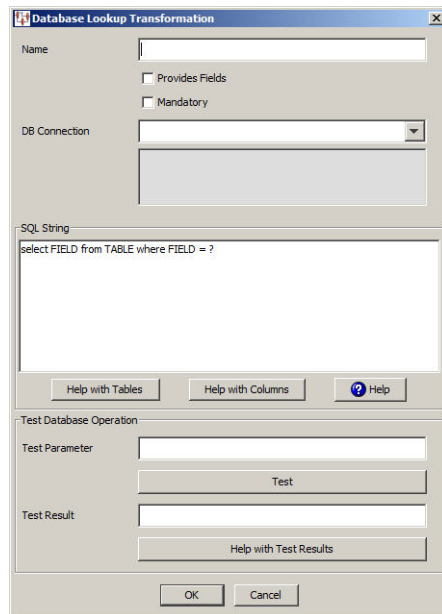 Database Lookup Transformation
Name
Provides Fields
Mandatory
DB Connection
SQL String
select FIELD from TABLE where FIELD = ?
Help with Tables Help with Columns ? Help
Test Database Operation
Test Parameter
Test
Test Result
Help with Test Results
OK Cancel